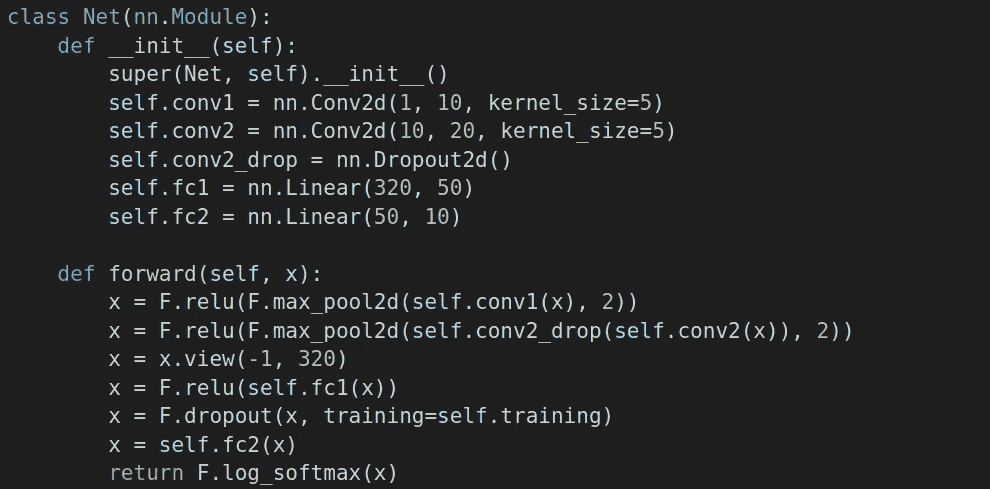 class Net(nn.Module):
    def __init__(self):
        super(Net, self).__init__()
        self.conv1 = nn.Conv2d(1, 10, kernel_size=5)
        self.conv2 = nn.Conv2d(10, 20, kernel_size=5)
        self.conv2_drop = nn.Dropout2d()
        self.fc1 = nn.Linear(320, 50)
        self.fc2 = nn.Linear(50, 10)

    def forward(self, x):
        x = F.relu(F.max_pool2d(self.conv1(x), 2))
        x = F.relu(F.max_pool2d(self.conv2_drop(self.conv2(x)), 2))
        x = x.view(-1, 320)
        x = F.relu(self.fc1(x))
        x = F.dropout(x, training=self.training)
        x = self.fc2(x)
        return F.log_softmax(x)